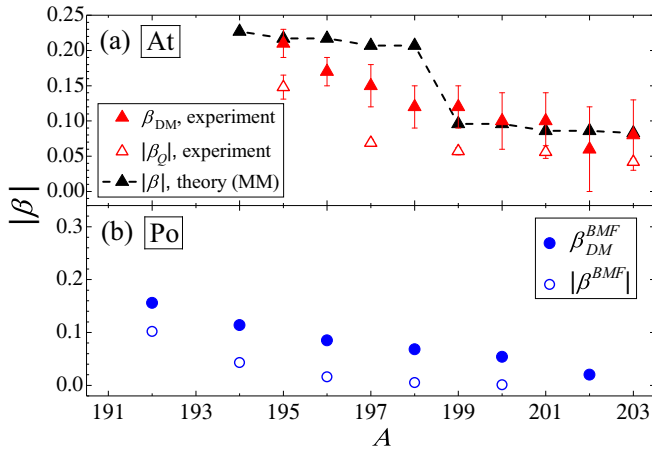 (a) At
0.25
0.20
0.15
0.10
0.05
0.00
β_DM, experiment
|β_Q|, experiment
|β|, theory (MM)
|β|
(b) Po
0.3
0.2
0.1
0.0
β_DM^BMF
|β^BMF|
191 193 195 197 199 201 203
A